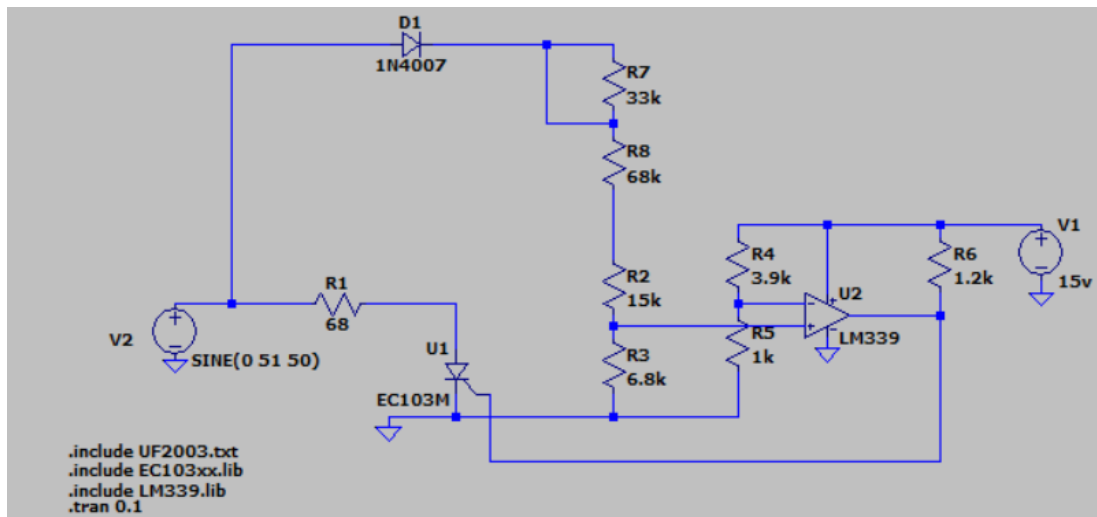 D1
1N4007
R7
33k
R8
68k
V1
R4
3.9k
R6
1.2k
15v
R1
68
R2
15k
U2
V2
SINE(0 51 50)
R5
1k
LM339
U1
R3
6.8k
EC103M
+
-
+
-
-
+
+
-
.include UF2003.txt
.include EC103xx.lib
.include LM339.lib
.tran 0.1